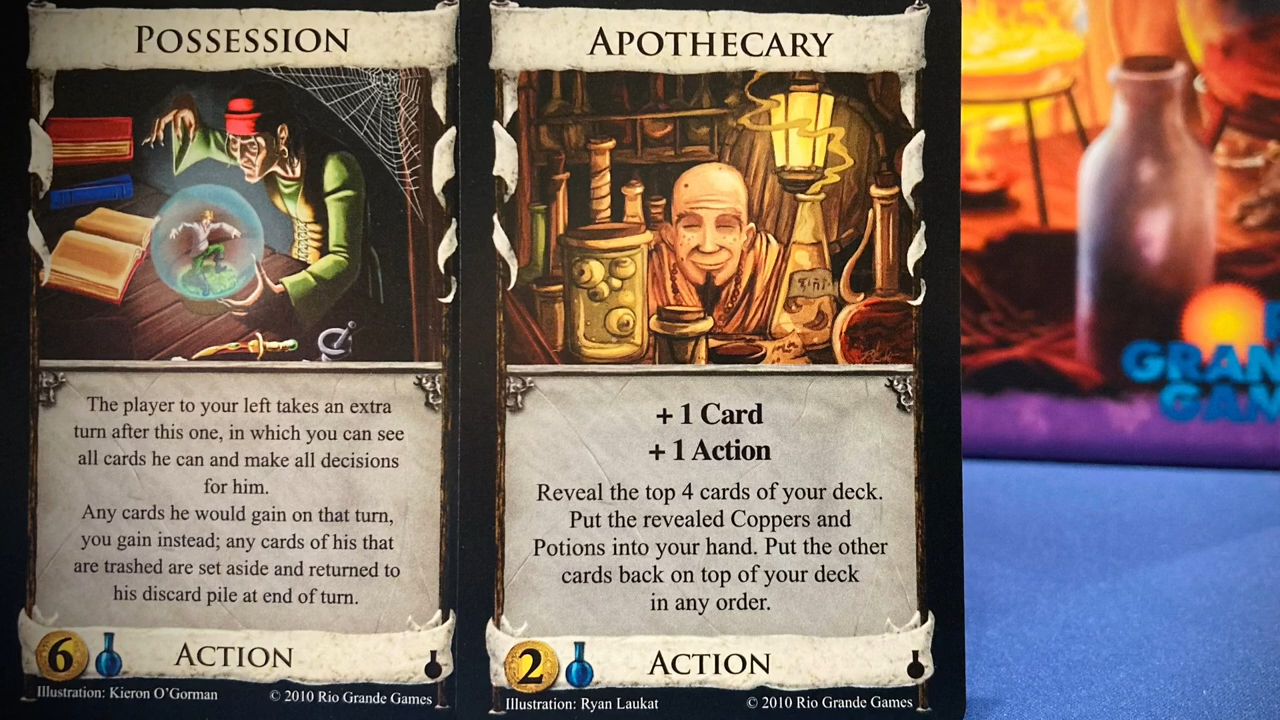 POSSESSION
The player to your left takes an extra
turn after this one, in which you can see
all cards he can and make all decisions
for him.
Any cards he would gain on that turn,
you gain instead; any cards of his that
are trashed are set aside and returned to
his discard pile at end of turn.
6
ACTION
Illustration: Kieron O'Gorman
© 2010 Rio Grande Games
APOTHECARY
+ 1 Card
+ 1 Action
Reveal the top 4 cards of your deck.
Put the revealed Coppers and
Potions into your hand. Put the other
cards back on top of your deck
in any order.
2
ACTION
Illustration: Ryan Laukat
© 2010 Rio Grande Games